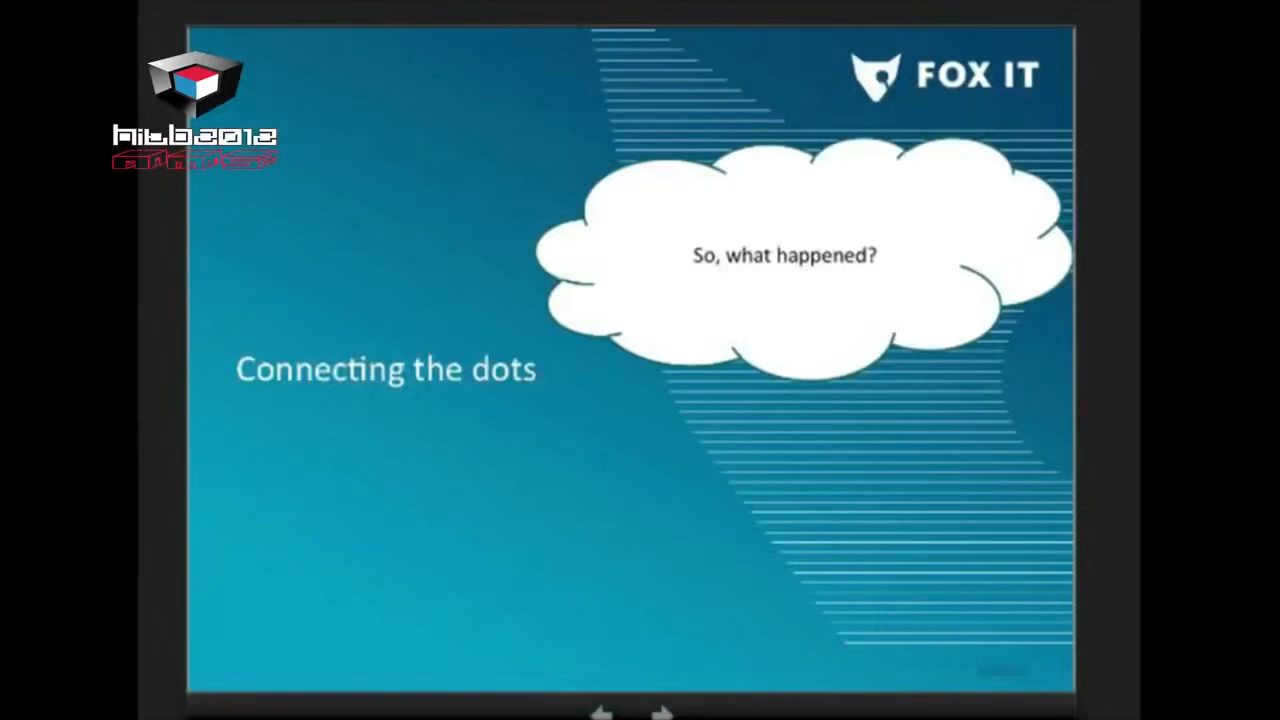 FOX IT
hitb2012
So, what happened?
Connecting the dots